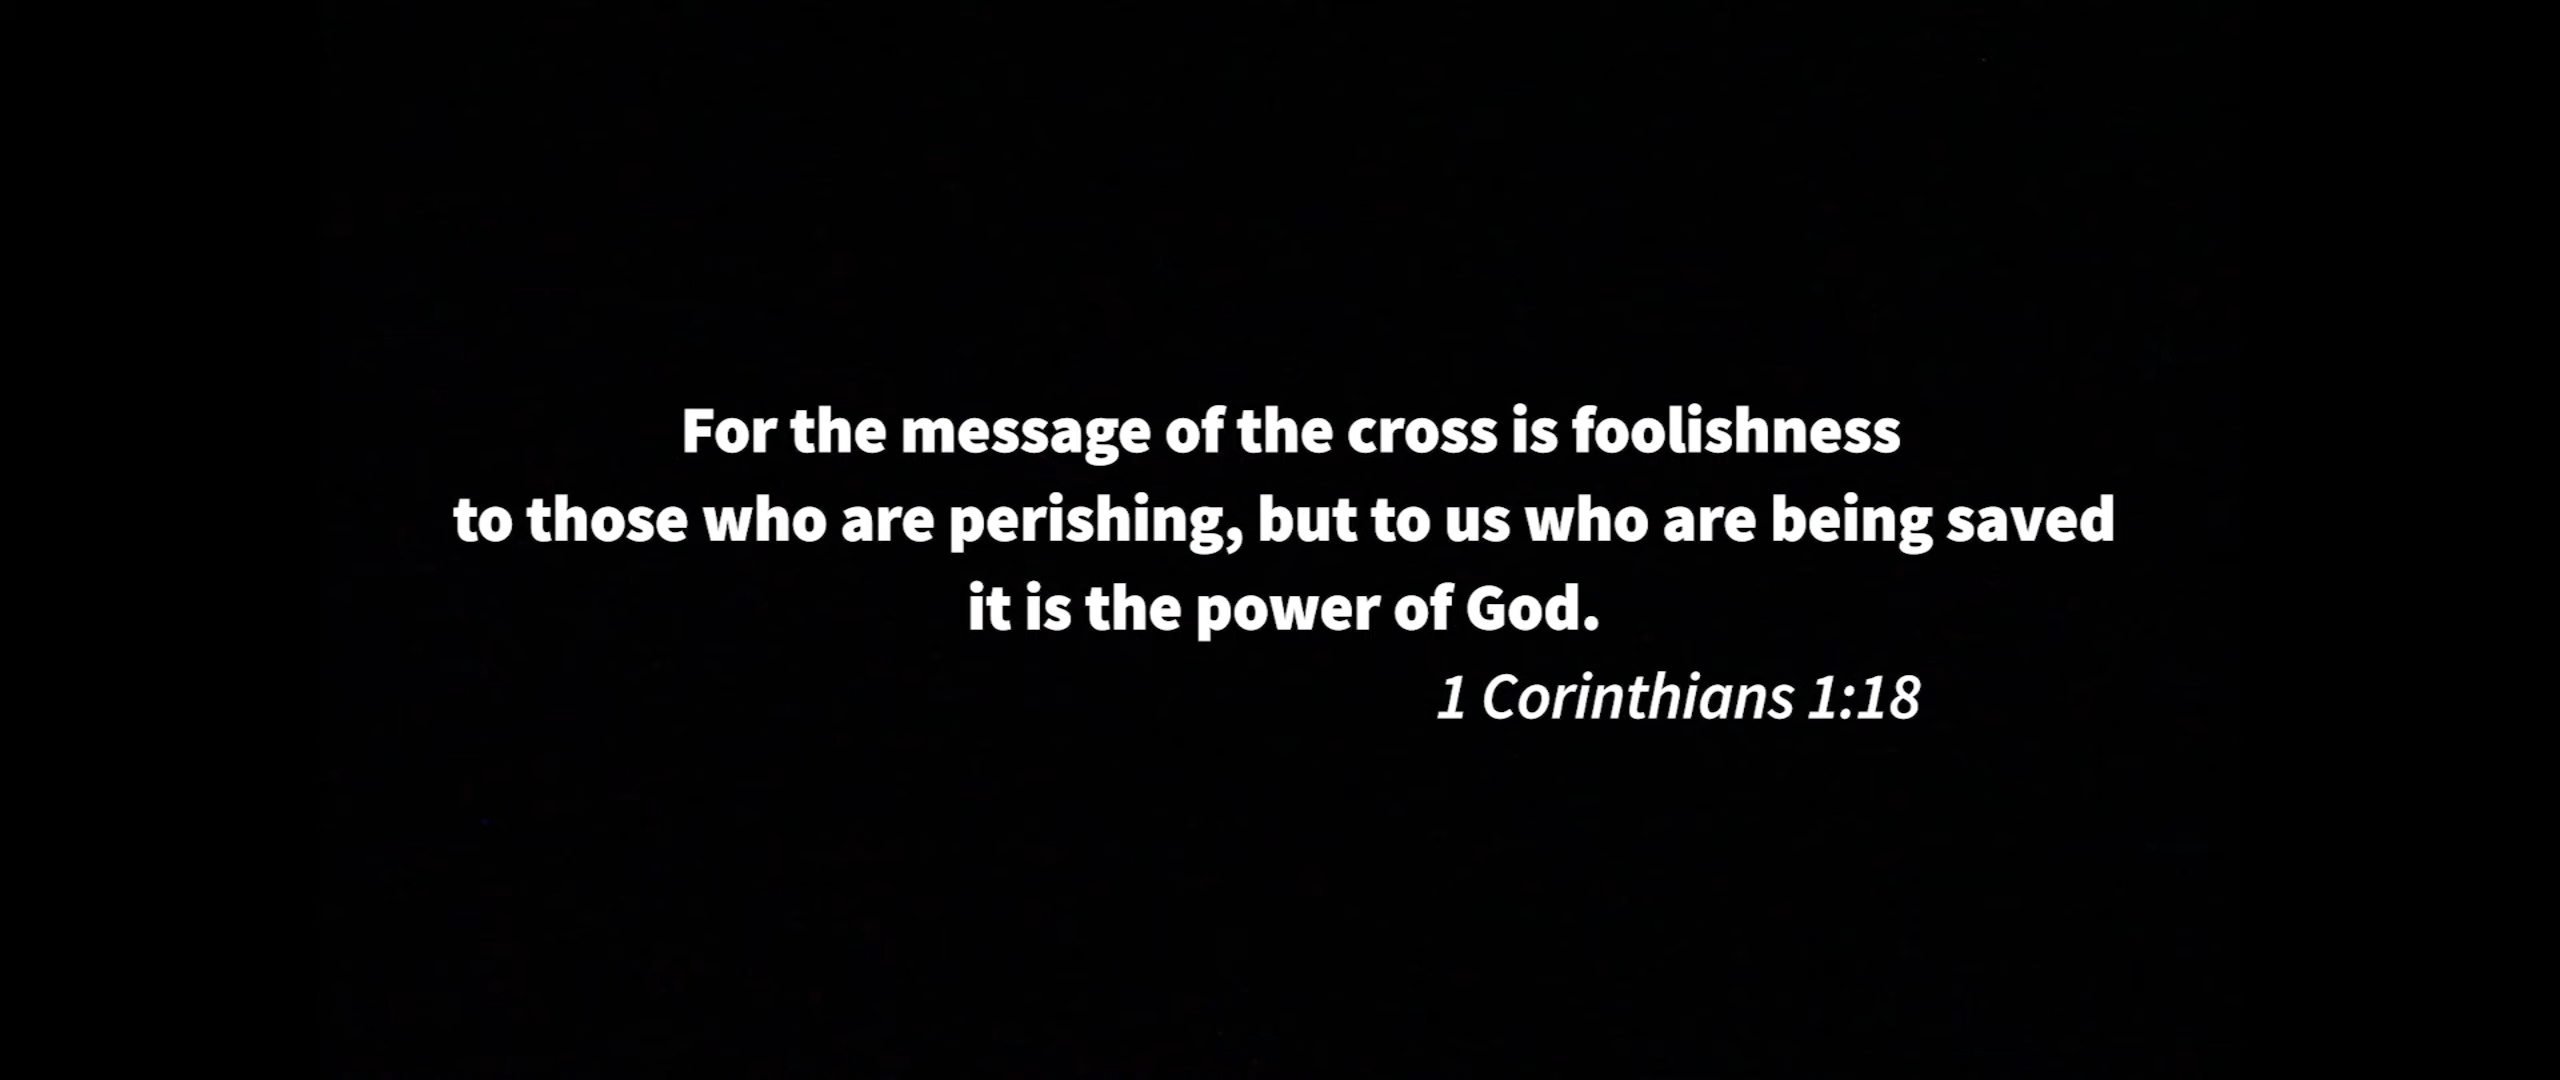 For the message of the cross is foolishness
to those who are perishing, but to us who are being saved
it is the power of God.
1 Corinthians 1:18